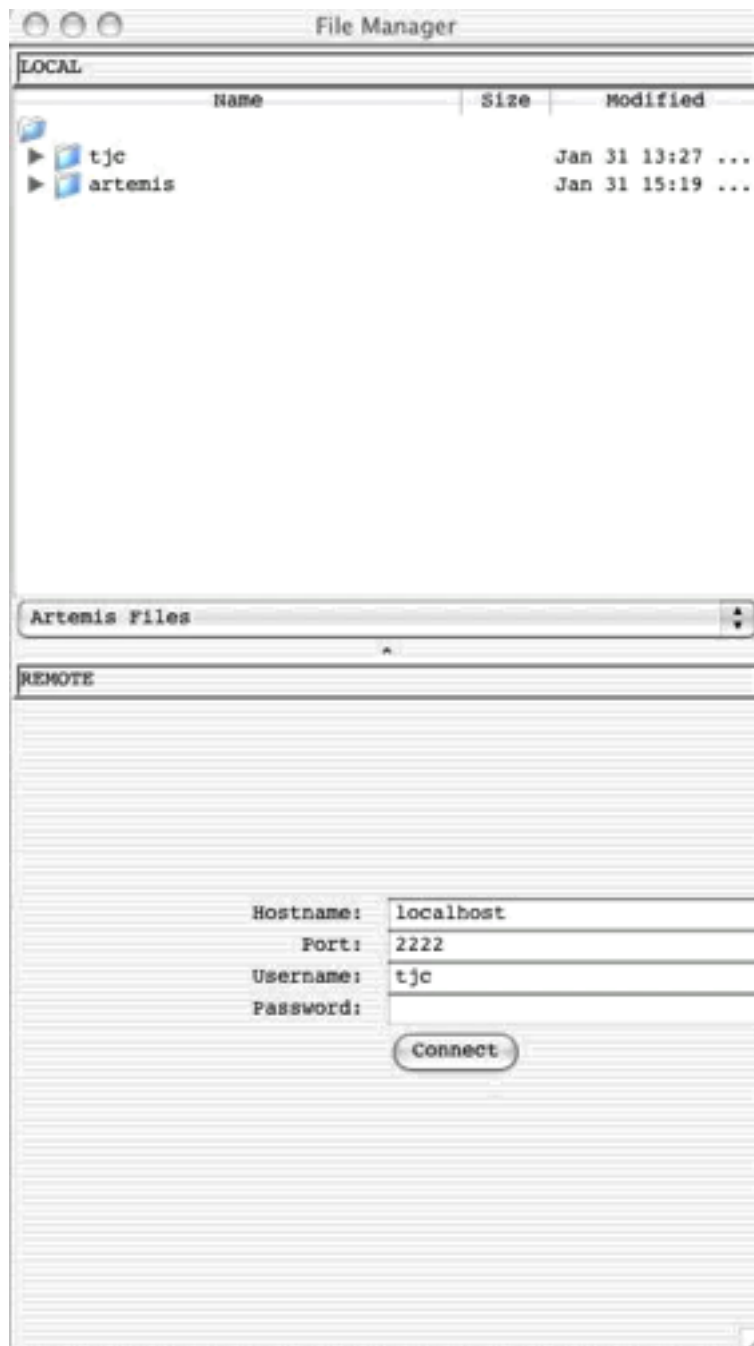 File Manager
LOCAL
Name Size Modified
tjc Jan 31 13:27 ...
artemis Jan 31 15:19 ...
Artemis Files
REMOTE
Hostname: localhost
Port: 2222
Username: tjc
Password:
Connect